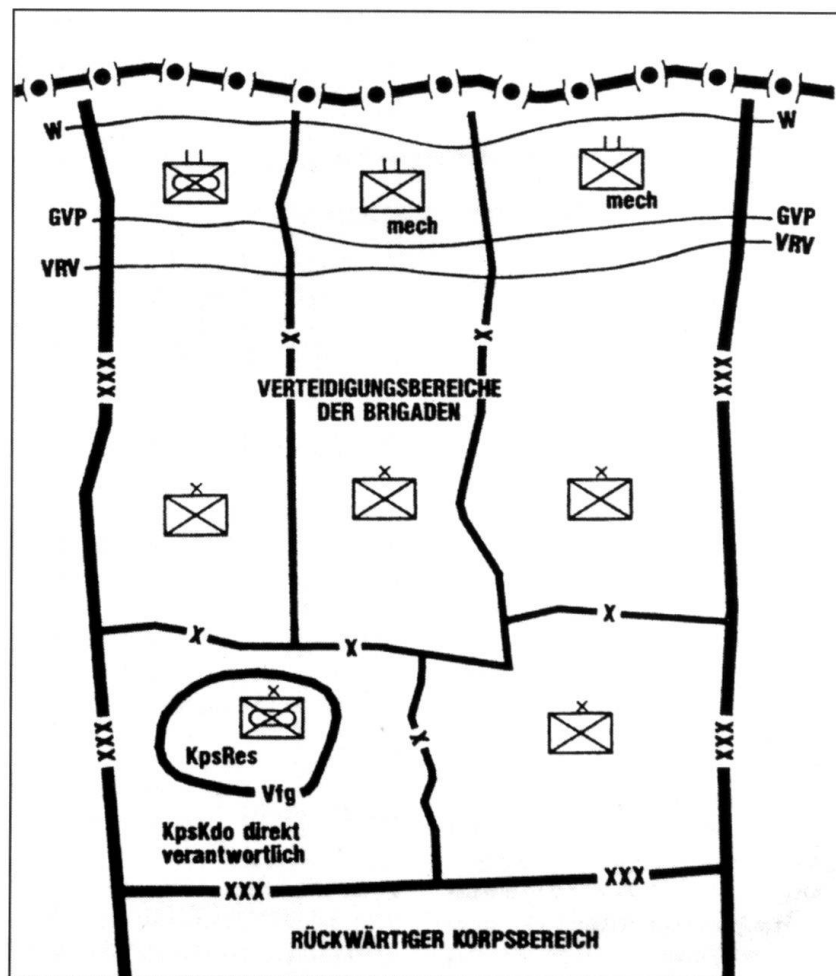 W W
mech
mech
GVP GVP
VRV VRV
X X
XXX XXX
VERTEIDIGUNGSBEREICHE
DER BRIGADEN
X X X
X X X
X X
XXX X XXX
KpsRes
Vfg
KpsKdo direkt
verantwortlich
XXX XXX
RÜCKWÄRTIGER KORPSBEREICH